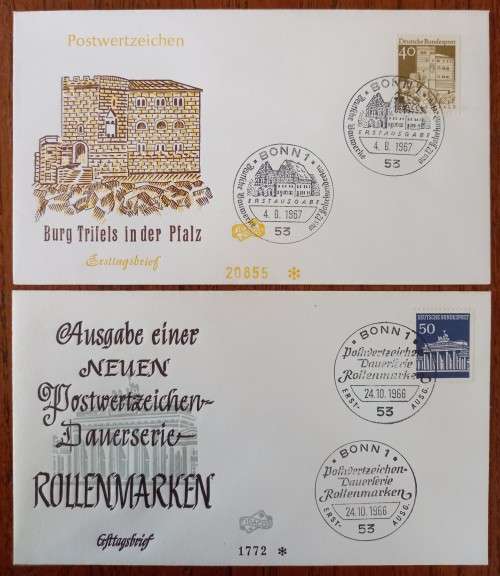 Postwertzeichen
Deutsche Bundespost
40
Burg Trifels in der Pfalz
Ersttagsbrief
BONN 1
Deutsche Bauwerke
ERSTAUSGABE
4. 8. 1967
53
BONN 1
Deutsche Bauwerke
ERSTAUSGABE
4. 8. 1967
53
20855 *
Ausgabe einer
NEUEN
Postwertzeichen-
Dauerserie
ROLLENMARKEN
Ersttagsbrief
DEUTSCHE BUNDESPOST
50
BONN 1
Postwertzeichen
Dauerserie
Rollenmarken
24.10.1966
ERST- AUSG.
53
BONN 1
Postwertzeichen-
Dauerserie
Rollenmarken
24.10.1966
ERST- AUSG.
53
1772 *